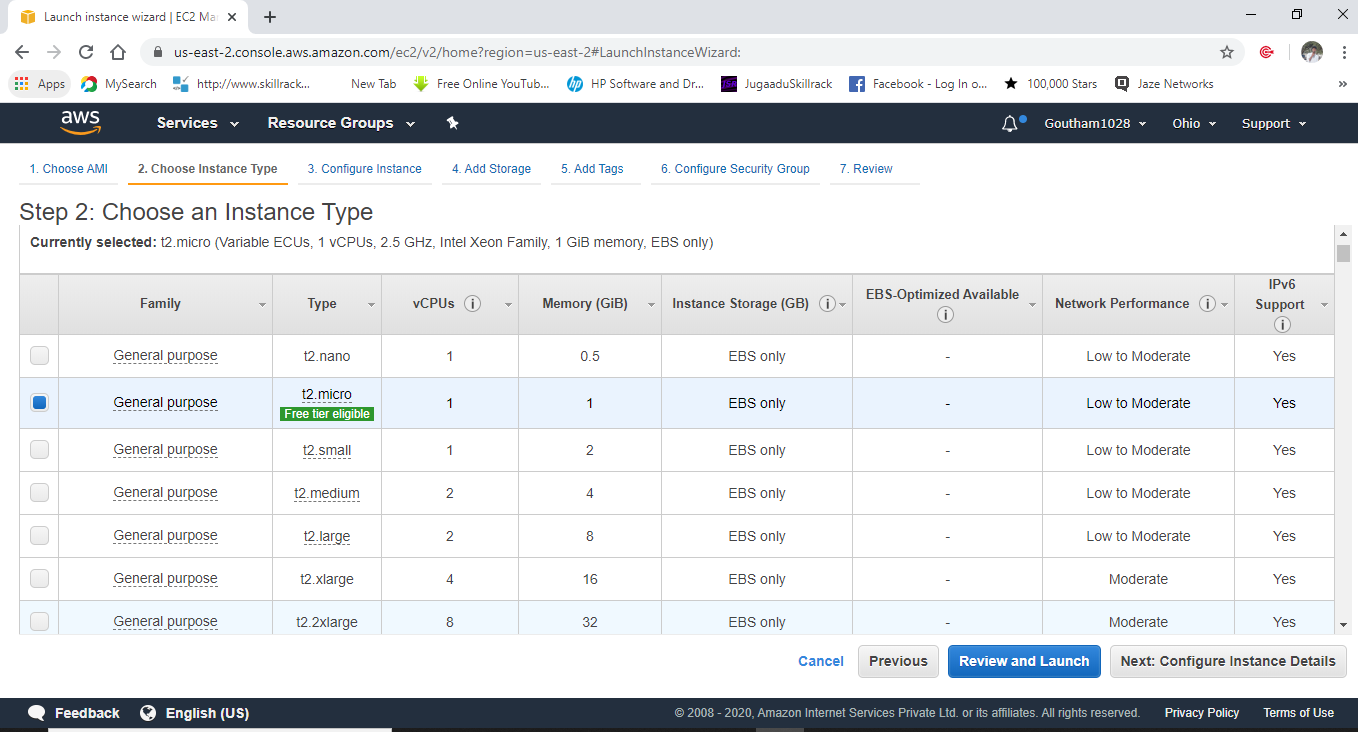 Launch instance wizard | EC2 Ma
us-east-2.console.aws.amazon.com/ec2/v2/home?region=us-east-2#LaunchInstanceWizard:
Apps MySearch http://www.skillrack... New Tab Free Online YouTub... HP Software and Dr... JugaaduSkillrack Facebook - Log In o... 100,000 Stars Jaze Networks »
aws Services Resource Groups Goutham1028 Ohio Support
1. Choose AMI 2. Choose Instance Type 3. Configure Instance 4. Add Storage 5. Add Tags 6. Configure Security Group 7. Review
Step 2: Choose an Instance Type
Currently selected: t2.micro (Variable ECUs, 1 vCPUs, 2.5 GHz, Intel Xeon Family, 1 GiB memory, EBS only)
Family Type vCPUs i Memory (GiB) Instance Storage (GB) i EBS-Optimized Available i Network Performance i IPv6 Support i
General purpose t2.nano 1 0.5 EBS only - Low to Moderate Yes
General purpose t2.micro Free tier eligible 1 1 EBS only - Low to Moderate Yes
General purpose t2.small 1 2 EBS only - Low to Moderate Yes
General purpose t2.medium 2 4 EBS only - Low to Moderate Yes
General purpose t2.large 2 8 EBS only - Low to Moderate Yes
General purpose t2.xlarge 4 16 EBS only - Moderate Yes
General purpose t2.2xlarge 8 32 EBS only - Moderate Yes
Cancel Previous Review and Launch Next: Configure Instance Details
Feedback English (US) © 2008 - 2020, Amazon Internet Services Private Ltd. or its affiliates. All rights reserved. Privacy Policy Terms of Use